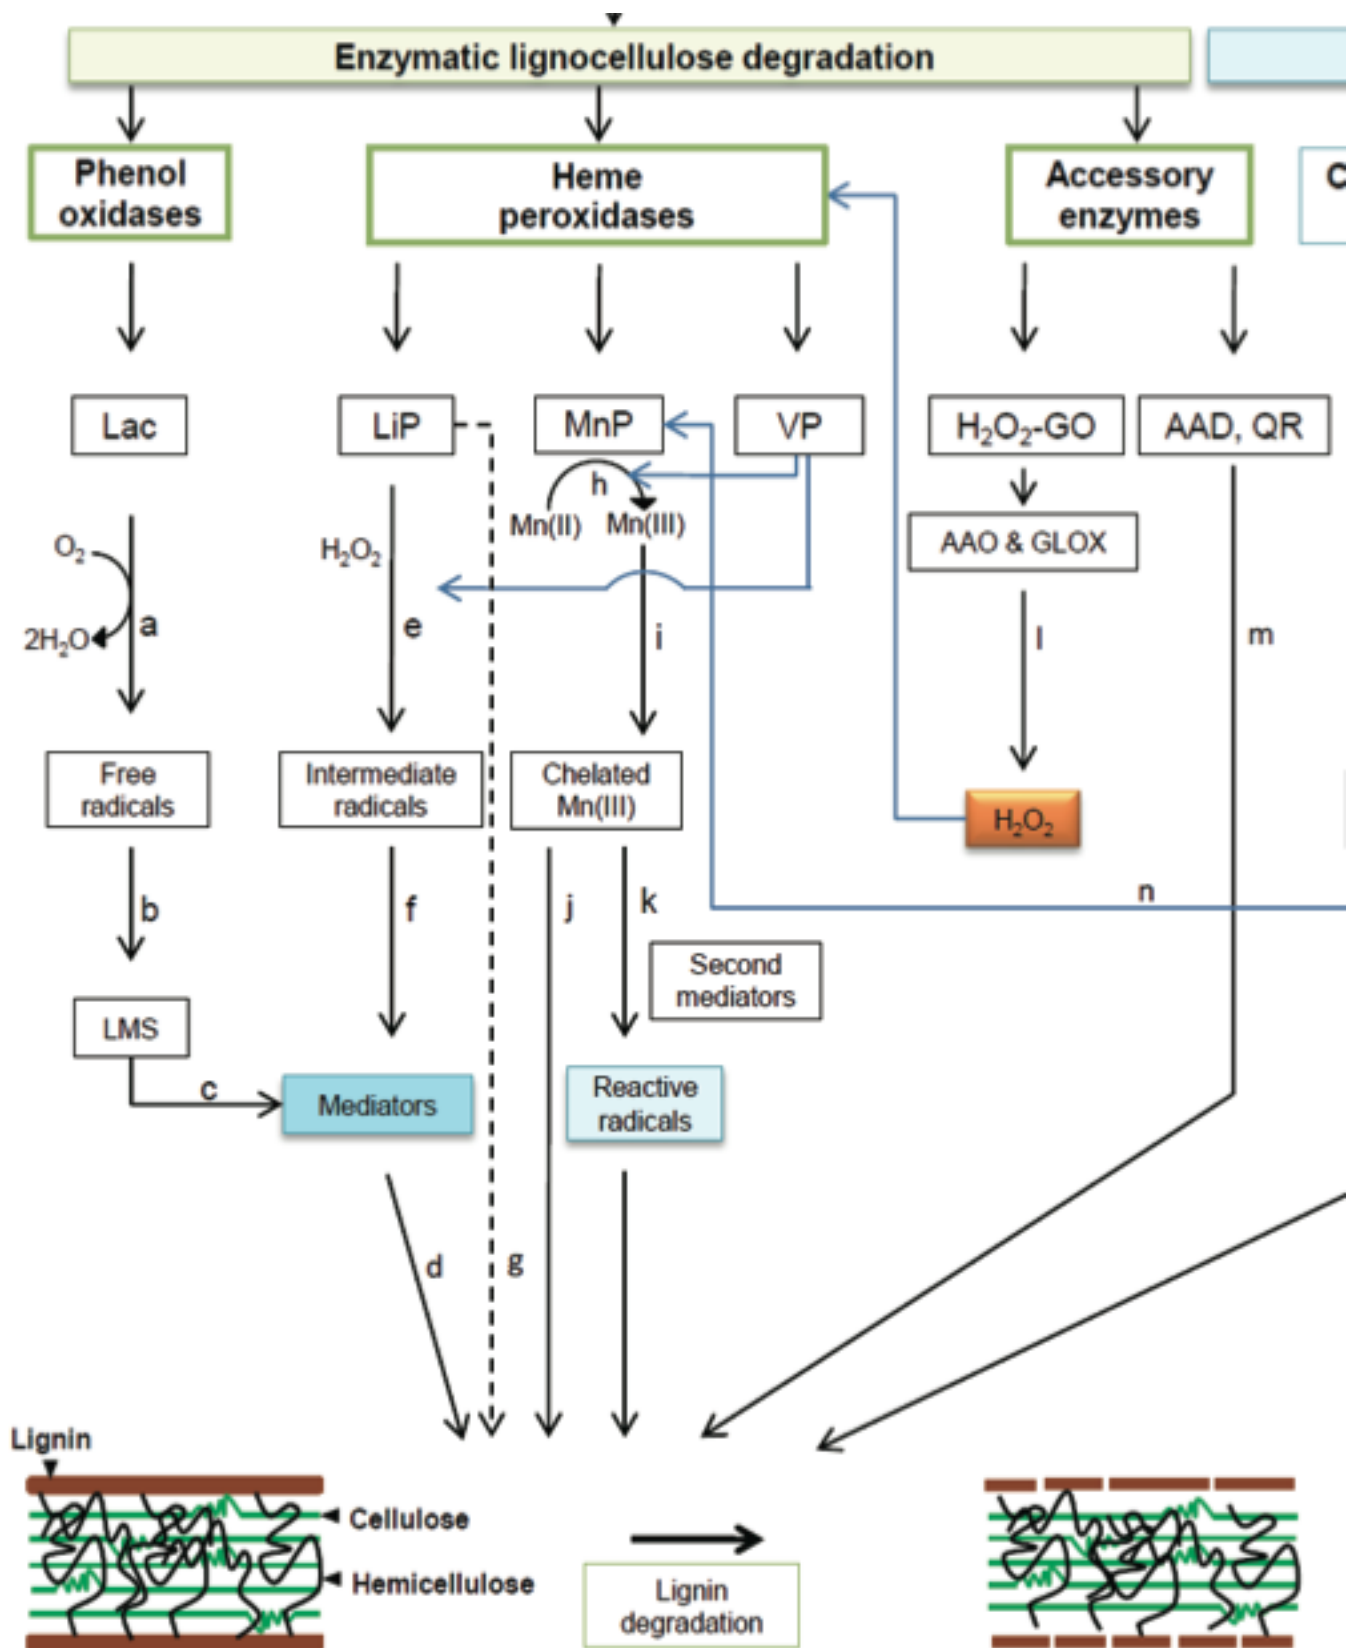 Enzymatic lignocellulose degradation
Phenol
oxidases
Heme
peroxidases
Accessory
enzymes
C
Lac
LiP
MnP
VP
H₂O₂-GO
AAD, QR
h
Mn(II)
Mn(III)
AAO & GLOX
O₂
2H₂O
a
H₂O₂
e
i
l
m
Free
radicals
Intermediate
radicals
Chelated
Mn(III)
H₂O₂
b
f
j
k
n
Second
mediators
LMS
c
Mediators
Reactive
radicals
d
g
Lignin
Cellulose
Hemicellulose
Lignin
degradation